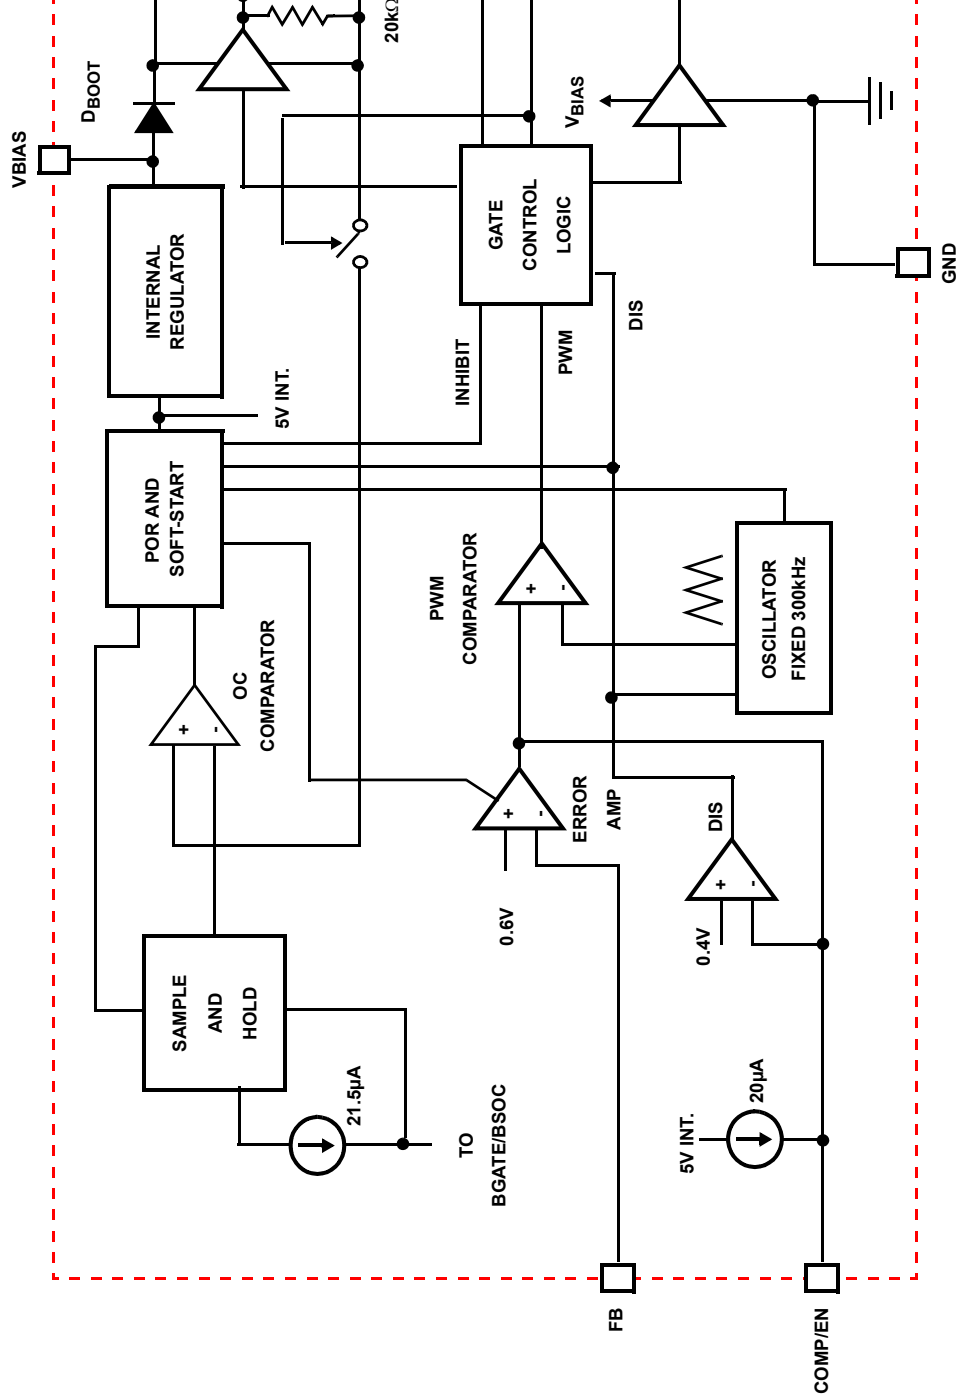 VBIAS
DBOOT
20kΩ
VBIAS
GND
INTERNAL
REGULATOR
GATE
CONTROL
LOGIC
5V INT.
INHIBIT
PWM
DIS
POR AND
SOFT-START
PWM
COMPARATOR
+
-
OSCILLATOR
FIXED 300kHz
OC
COMPARATOR
+
-
ERROR
AMP
+
-
0.6V
DIS
+
-
0.4V
SAMPLE
AND
HOLD
21.5µA
TO
BGATE/BSOC
5V INT.
20µA
FB
COMP/EN